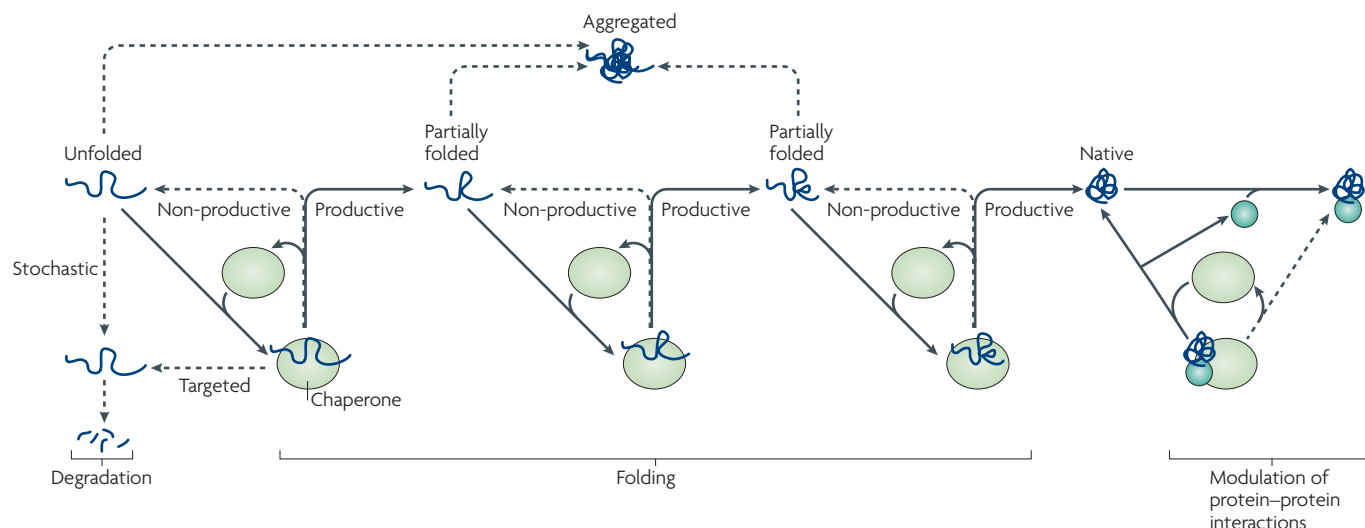 Aggregated
Partially
folded
Partially
folded
Unfolded
Native
Non-productive
Productive
Non-productive
Productive
Non-productive
Productive
Stochastic
Targeted
Chaperone
Degradation
Folding
Modulation of
protein–protein
interactions